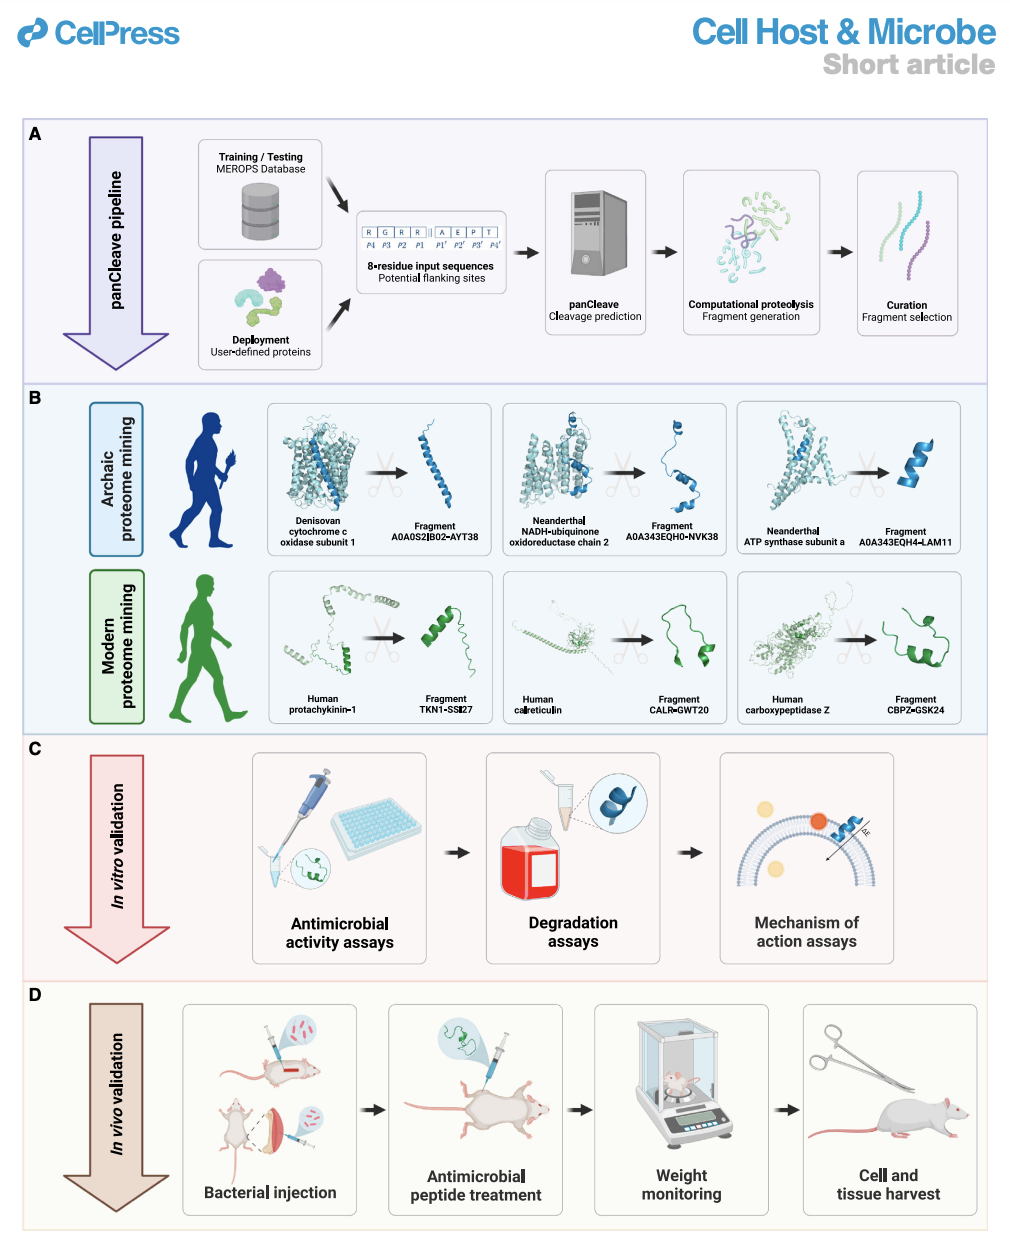 CellPress
Cell Host & Microbe
Short article
A
panCleave pipeline
Training / Testing
MEROPS Database
Deployment
User-defined proteins
R G R R || A E P T
P4 P3 P2 P1 P1' P2' P3' P4'
8-residue input sequences
Potential flanking sites
panCleave
Cleavage prediction
Computational proteolysis
Fragment generation
Curation
Fragment selection
B
Archaic
proteome mining
Denisovan
cytochrome c
oxidase subunit 1
Fragment
A0A0S2IB02-AYT38
Neanderthal
NADH-ubiquinone
oxidoreductase chain 2
Fragment
A0A343EQH0-NVK38
Neanderthal
ATP synthase subunit a
Fragment
A0A343EQH4-LAM11
Modern
proteome mining
Human
protachykinin-1
Fragment
TKN1-SSI27
Human
calreticulin
Fragment
CALR-GWT20
Human
carboxypeptidase Z
Fragment
CBPZ-GSK24
C
In vitro validation
Antimicrobial
activity assays
Degradation
assays
ΔE
Mechanism of
action assays
D
In vivo validation
Bacterial injection
Antimicrobial
peptide treatment
Weight
monitoring
Cell and
tissue harvest